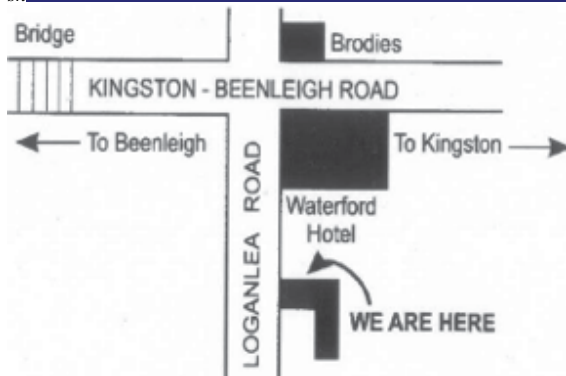 Bridge
Brodies
KINGSTON - BEENLEIGH ROAD
To Beenleigh
To Kingston
LOGANLEA ROAD
Waterford
Hotel
WE ARE HERE